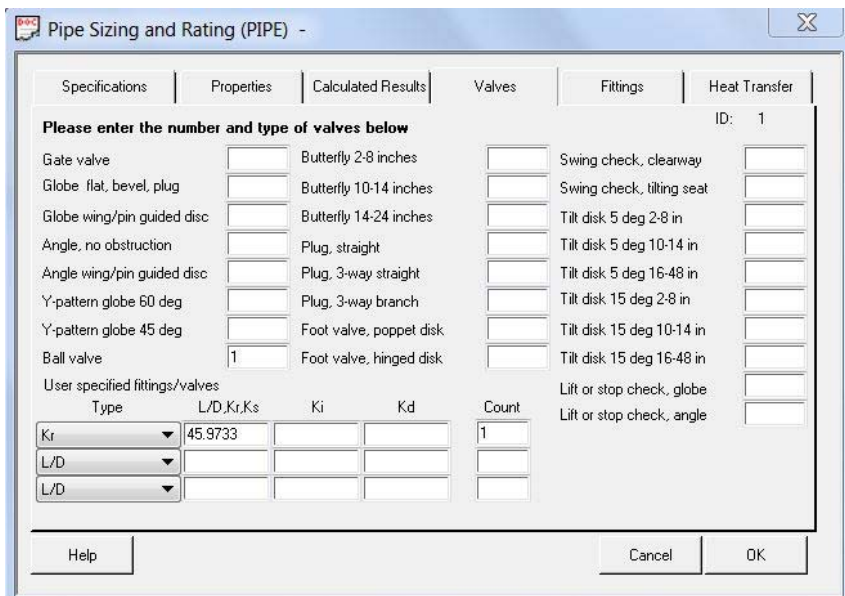 Pipe Sizing and Rating (PIPE) -
Specifications Properties Calculated Results Valves Fittings Heat Transfer
Please enter the number and type of valves below ID: 1
Gate valve Butterfly 2-8 inches Swing check, clearway
Globe flat, bevel, plug Butterfly 10-14 inches Swing check, tilting seat
Globe wing/pin guided disc Butterfly 14-24 inches Tilt disk 5 deg 2-8 in
Angle, no obstruction Plug, straight Tilt disk 5 deg 10-14 in
Angle wing/pin guided disc Plug, 3-way straight Tilt disk 5 deg 16-48 in
Y-pattern globe 60 deg Plug, 3-way branch Tilt disk 15 deg 2-8 in
Y-pattern globe 45 deg Foot valve, poppet disk Tilt disk 15 deg 10-14 in
Ball valve 1 Foot valve, hinged disk Tilt disk 15 deg 16-48 in
User specified fittings/valves Lift or stop check, globe
Type L/D,Kr,Ks Ki Kd Count Lift or stop check, angle
Kr 45.9733 1
L/D
L/D
Help Cancel OK